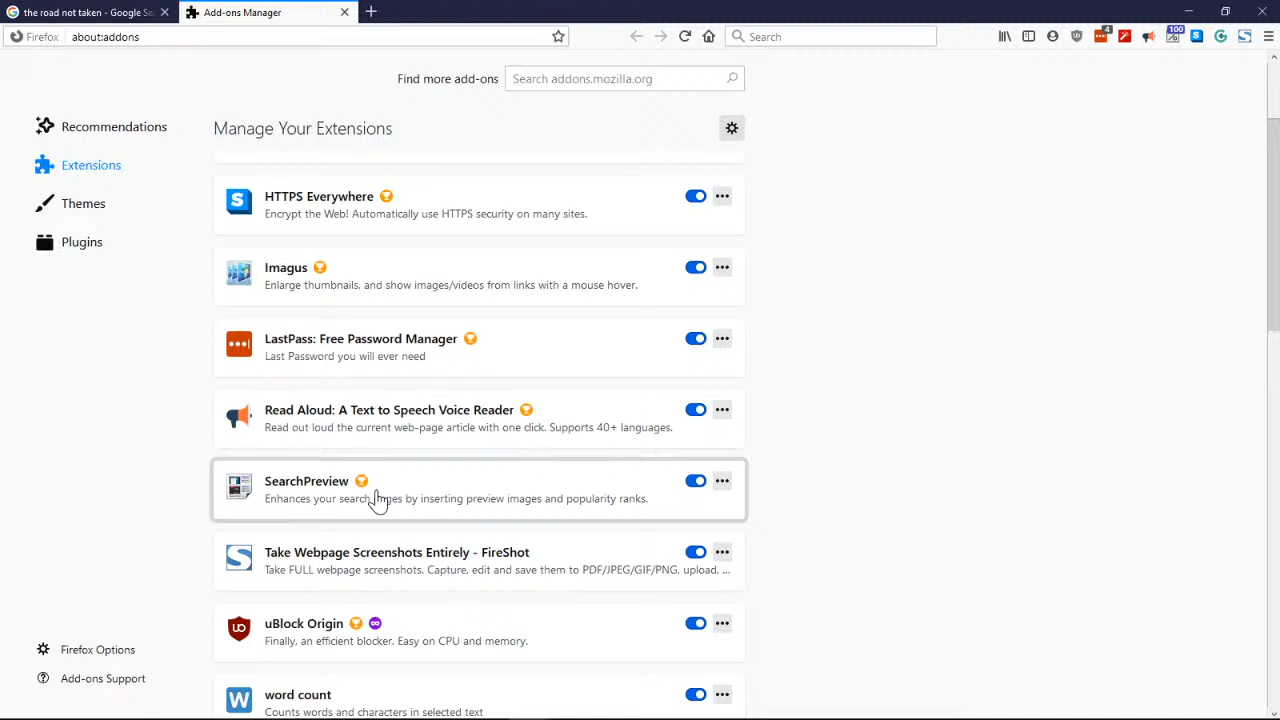 the road not taken - Google Se
Add-ons Manager
Firefox
about:addons
Search
4
100
Find more add-ons
Search addons.mozilla.org
Recommendations
Extensions
Themes
Plugins
Manage Your Extensions
HTTPS Everywhere
Encrypt the Web! Automatically use HTTPS security on many sites.
Imagus
Enlarge thumbnails, and show images/videos from links with a mouse hover.
LastPass: Free Password Manager
Last Password you will ever need
Read Aloud: A Text to Speech Voice Reader
Read out loud the current web-page article with one click. Supports 40+ languages.
SearchPreview
Enhances your search pages by inserting preview images and popularity ranks.
Take Webpage Screenshots Entirely - FireShot
Take FULL webpage screenshots. Capture, edit and save them to PDF/JPEG/GIF/PNG, upload, ...
uBlock Origin
Finally, an efficient blocker. Easy on CPU and memory.
word count
Counts words and characters in selected text
Firefox Options
Add-ons Support